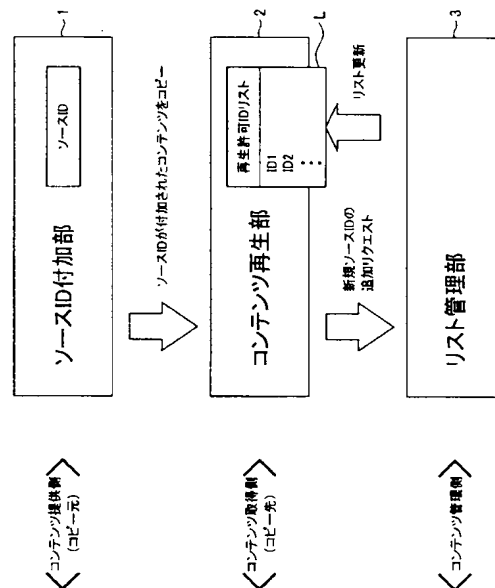 <コンテンツ提供側>
(コピー元)
ソースID付加部
ソースID
1
ソースIDが付加されたコンテンツをコピー
<コンテンツ取得側>
(コピー先)
コンテンツ再生部
再生許可IDリスト
ID1
ID2
:
2
L
新規ソースIDの
追加リクエスト
リスト更新
<コンテンツ管理側>
リスト管理部
3